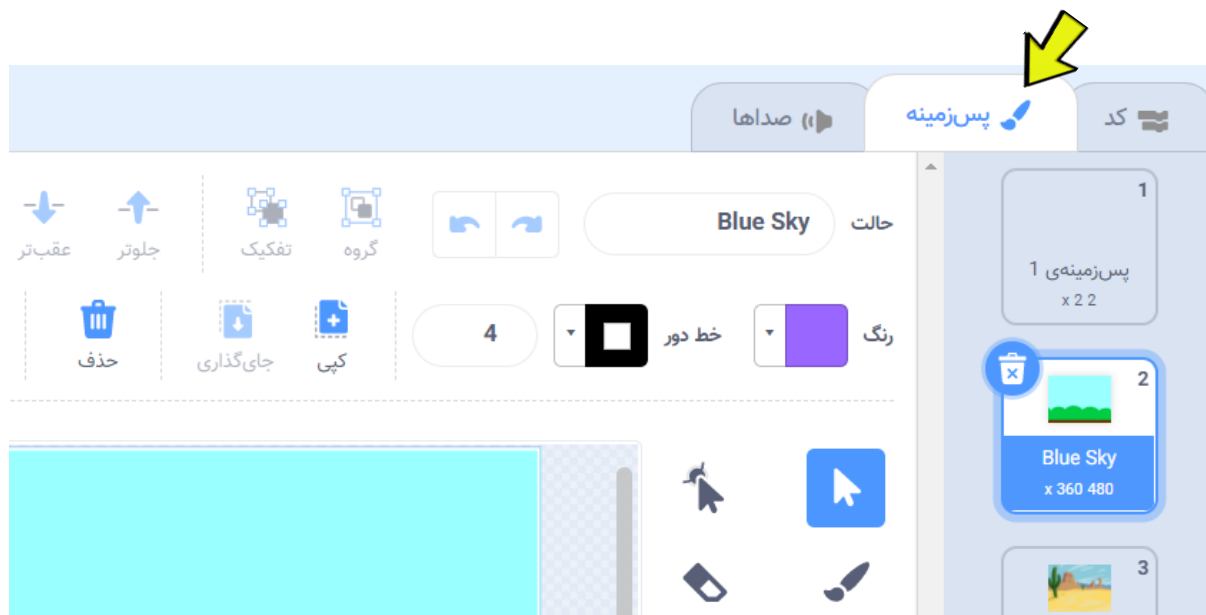 کد
پس‌زمینه
صداها
1
پس‌زمینه‌ی 1
2 x 2
2
Blue Sky
480 x 360
3
حالت
Blue Sky
گروه
تفکیک
جلوتر
عقب‌تر
رنگ
خط دور
4
کپی
جای‌گذاری
حذف